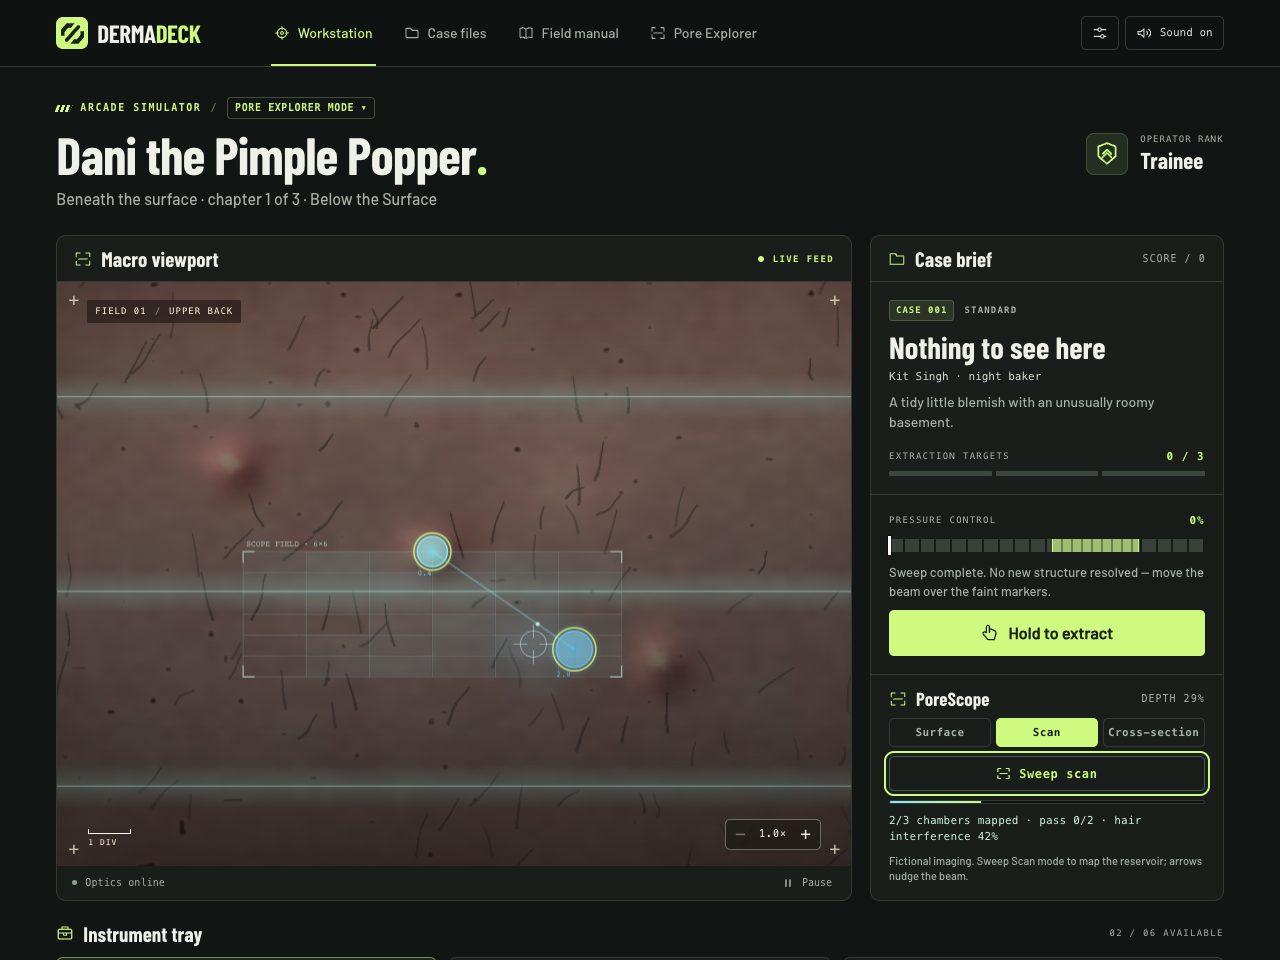 DERMADECK
Workstation
Case files
Field manual
Pore Explorer
Sound on
ARCADE SIMULATOR / PORE EXPLORER MODE ▾
Dani the Pimple Popper.
Beneath the surface · chapter 1 of 3 · Below the Surface
OPERATOR RANK
Trainee
Macro viewport
LIVE FEED
FIELD 01 / UPPER BACK
SCOPE FIELD · 6×6
0.4
2.0
1 DIV
1.0×
Optics online
Pause
Case brief
SCORE / 0
CASE 001
STANDARD
Nothing to see here
Kit Singh · night baker
A tidy little blemish with an unusually roomy
basement.
EXTRACTION TARGETS
0 / 3
PRESSURE CONTROL
0%
Sweep complete. No new structure resolved — move the
beam over the faint markers.
Hold to extract
PoreScope
DEPTH 29%
Surface
Scan
Cross-section
Sweep scan
2/3 chambers mapped · pass 0/2 · hair
interference 42%
Fictional imaging. Sweep Scan mode to map the reservoir; arrows
nudge the beam.
Instrument tray
02 / 06 AVAILABLE